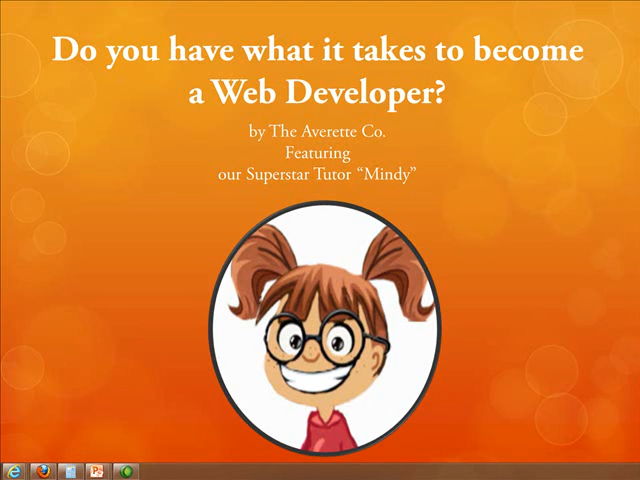 Do you have what it takes to become
a Web Developer?
by The Averette Co.
Featuring
our Superstar Tutor “Mindy”